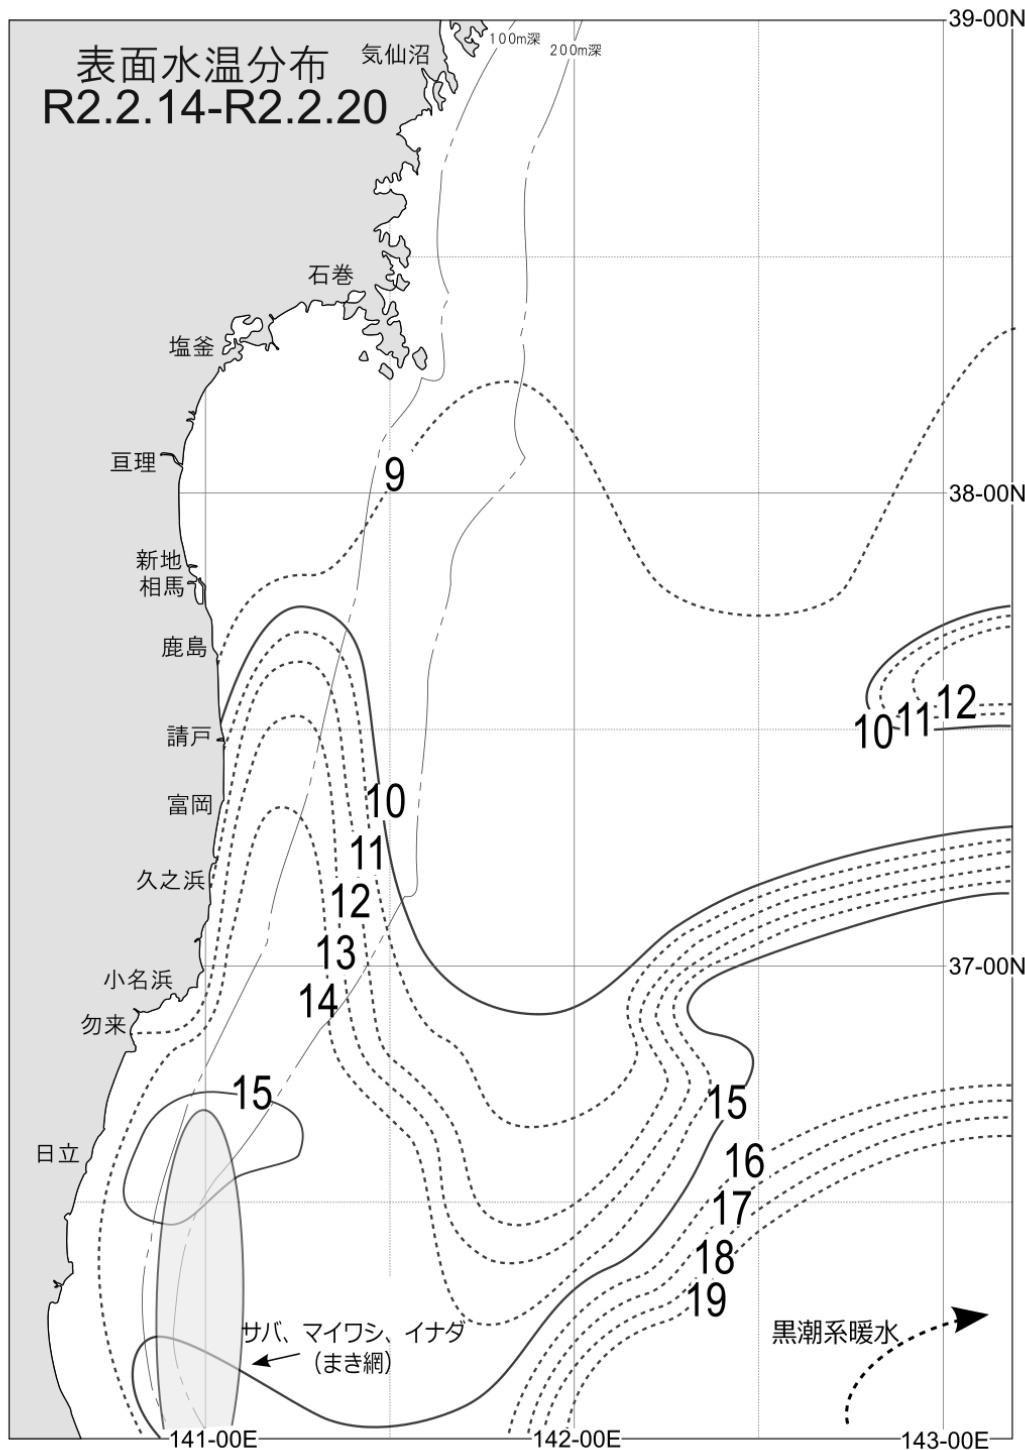 39-00N
100m深
200m深
気仙沼
表面水温分布
R2.2.14-R2.2.20
石巻
塩釜
亘理
9
38-00N
新地
相馬
鹿島
請戸
10 11 12
富岡
10
11
久之浜
12
13
37-00N
小名浜
14
勿来
15
15
日立
16
17
18
19
サバ、マイワシ、イナダ
(まき網)
黒潮系暖水
141-00E
142-00E
143-00E